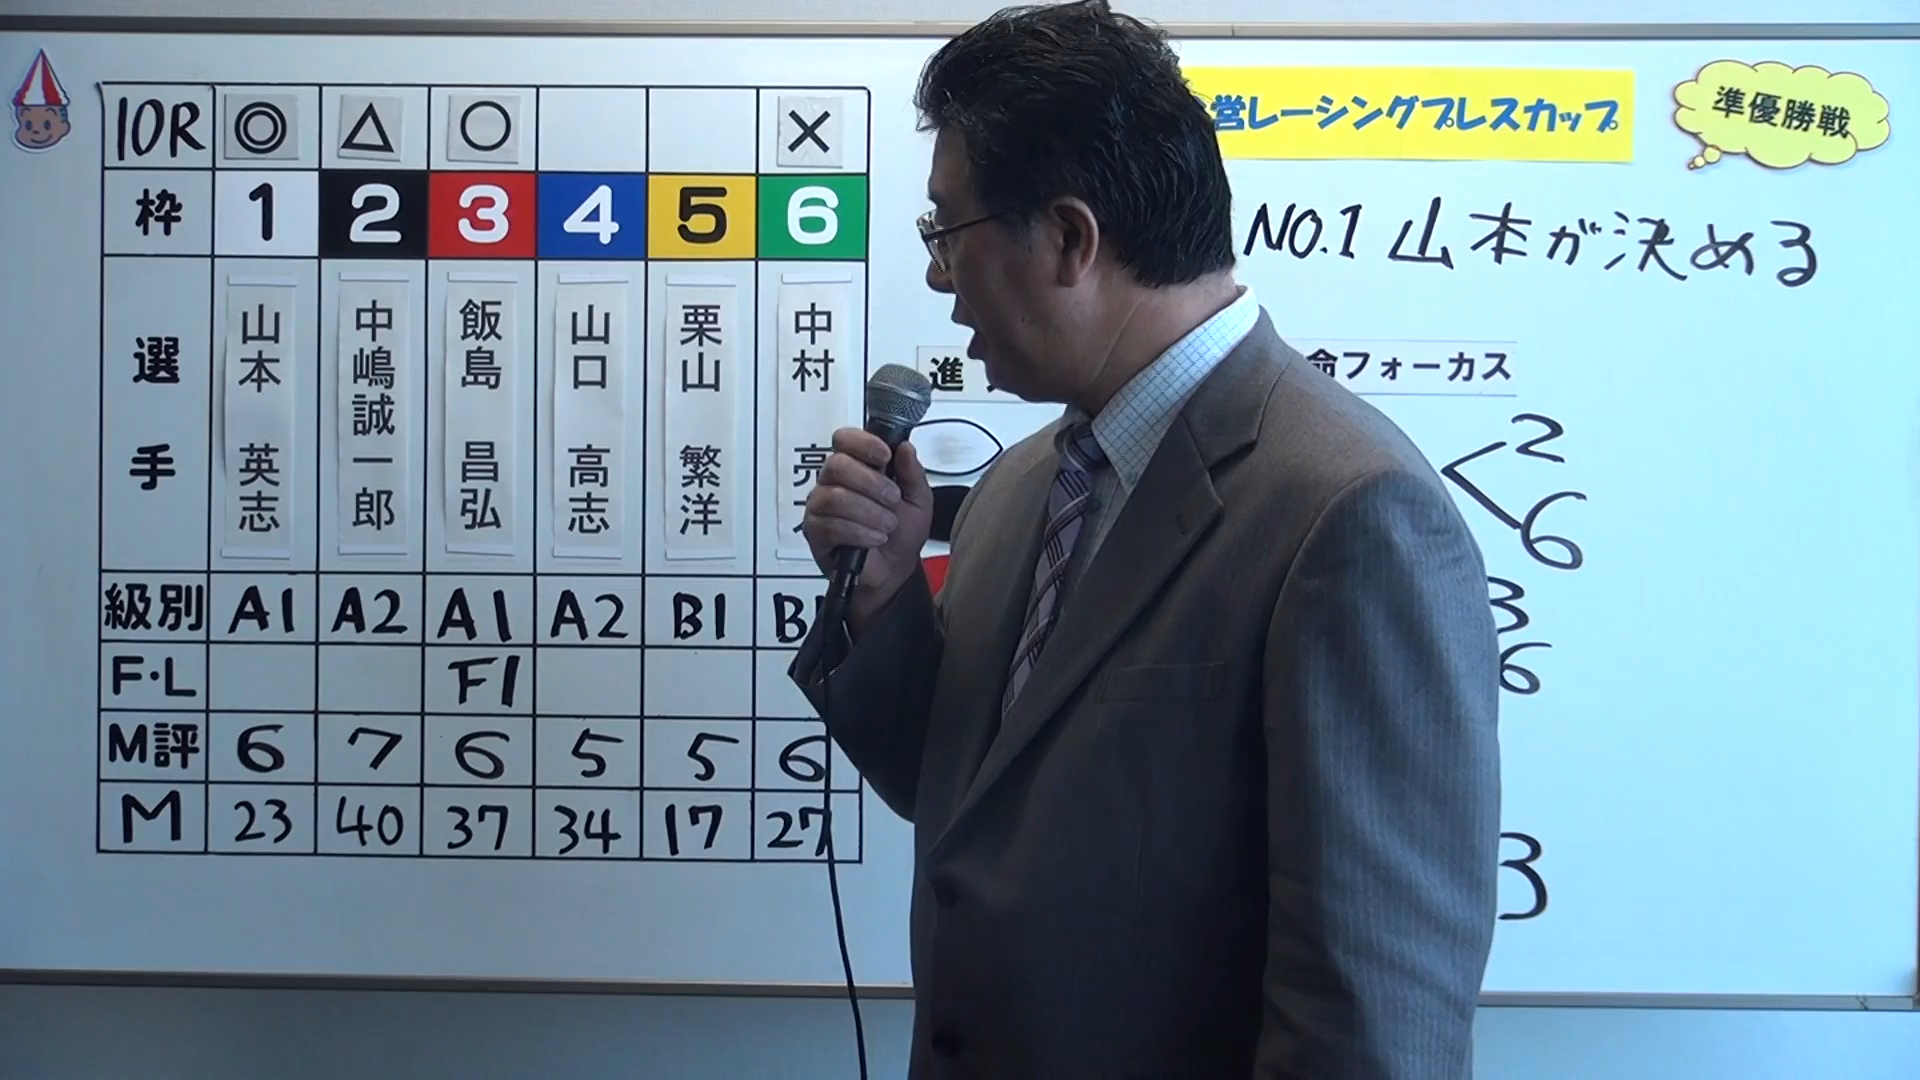 10R ◎ △ ○ ×
枠 1 2 3 4 5 6
選手 山本 英志 中嶋誠一郎 飯島 昌弘 山口 高志 栗山 繁洋 中村 亮
級別 A1 A2 A1 A2 B1
F・L F1
M評 6 7 6 5 5 6
M 23 40 37 34 17 27
営レーシングプレスカップ
準優勝戦
NO.1 山本が決める
進
命フォーカス
2
6
3
6
3